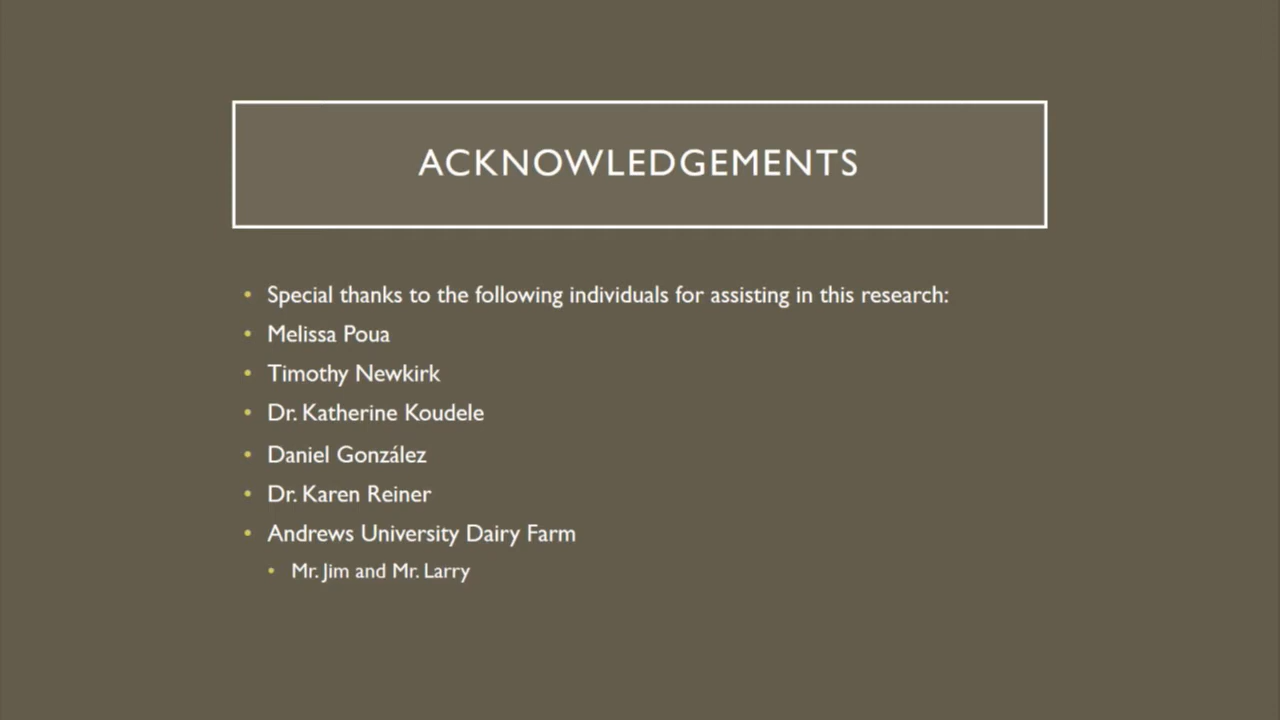 ACKNOWLEDGEMENTS
• Special thanks to the following individuals for assisting in this research:
• Melissa Poua
• Timothy Newkirk
• Dr. Katherine Koudele
• Daniel González
• Dr. Karen Reiner
• Andrews University Dairy Farm
• Mr. Jim and Mr. Larry